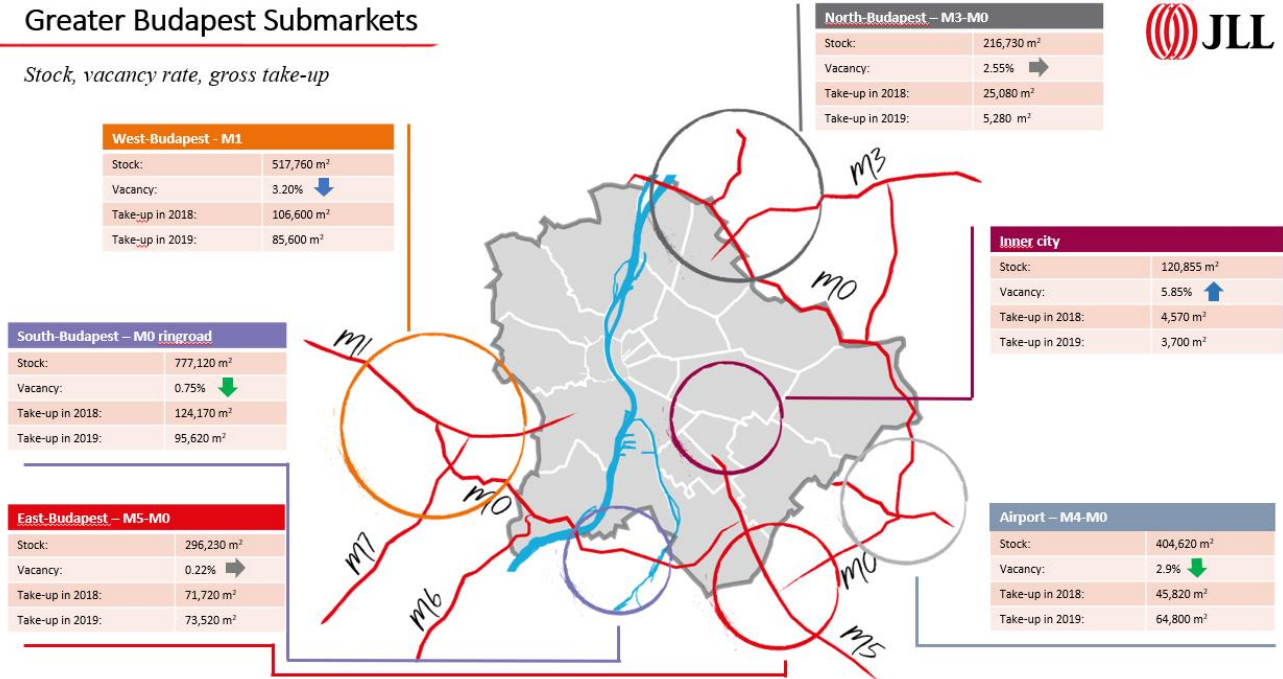 Greater Budapest Submarkets
Stock, vacancy rate, gross take-up
JLL
North-Budapest – M3-M0
Stock: 216,730 m²
Vacancy: 2.55%
Take-up in 2018: 25,080 m²
Take-up in 2019: 5,280 m²
West-Budapest - M1
Stock: 517,760 m²
Vacancy: 3.20%
Take-up in 2018: 106,600 m²
Take-up in 2019: 85,600 m²
Inner city
Stock: 120,855 m²
Vacancy: 5.85%
Take-up in 2018: 4,570 m²
Take-up in 2019: 3,700 m²
South-Budapest – M0 ringroad
Stock: 777,120 m²
Vacancy: 0.75%
Take-up in 2018: 124,170 m²
Take-up in 2019: 95,620 m²
East-Budapest – M5-M0
Stock: 296,230 m²
Vacancy: 0.22%
Take-up in 2018: 71,720 m²
Take-up in 2019: 73,520 m²
Airport – M4-M0
Stock: 404,620 m²
Vacancy: 2.9%
Take-up in 2018: 45,820 m²
Take-up in 2019: 64,800 m²
M3
M0
M1
M0
M7
M6
M0
M5